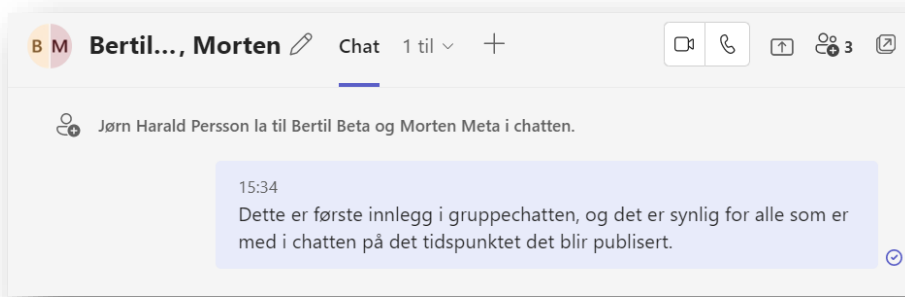 B M Bertil..., Morten Chat 1 til 3
Jørn Harald Persson la til Bertil Beta og Morten Meta i chatten.
15:34
Dette er første innlegg i gruppechatten, og det er synlig for alle som er
med i chatten på det tidspunktet det blir publisert.